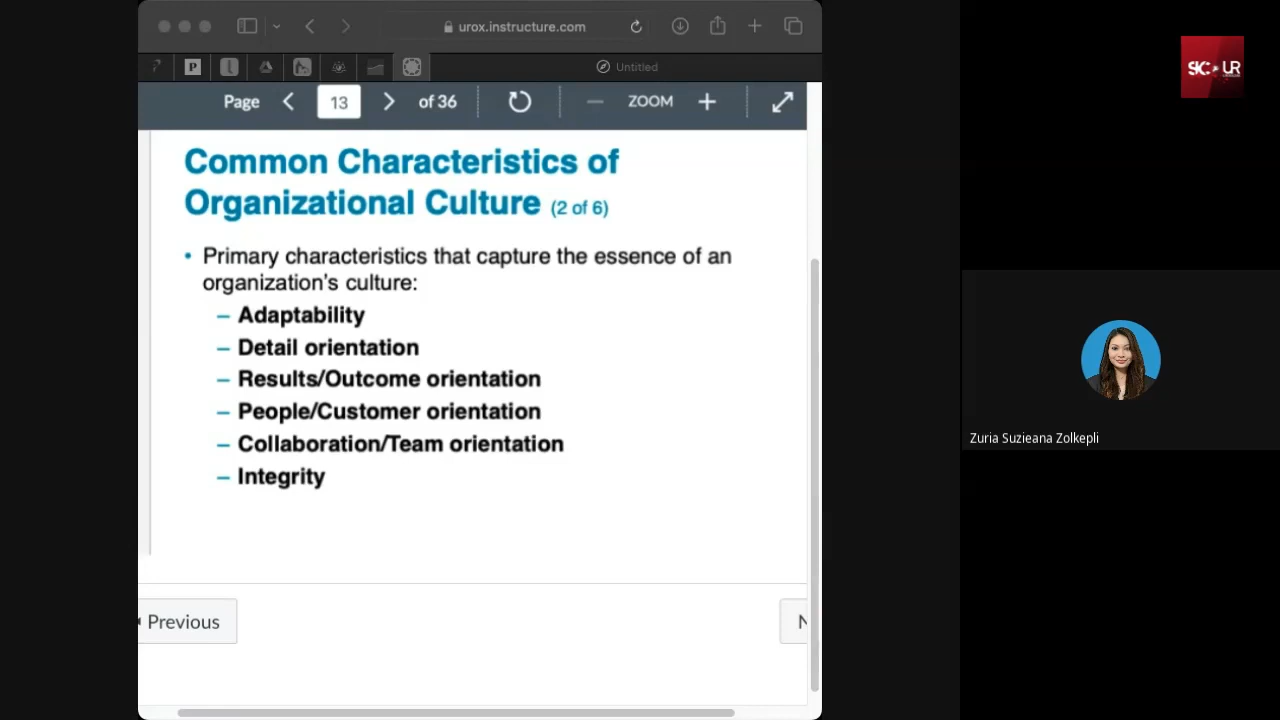 urox.instructure.com
Untitled
Page 13 of 36 ZOOM
Common Characteristics of
Organizational Culture (2 of 6)
• Primary characteristics that capture the essence of an
organization's culture:
– Adaptability
– Detail orientation
– Results/Outcome orientation
– People/Customer orientation
– Collaboration/Team orientation
– Integrity
Previous
Zuria Suzieana Zolkepli